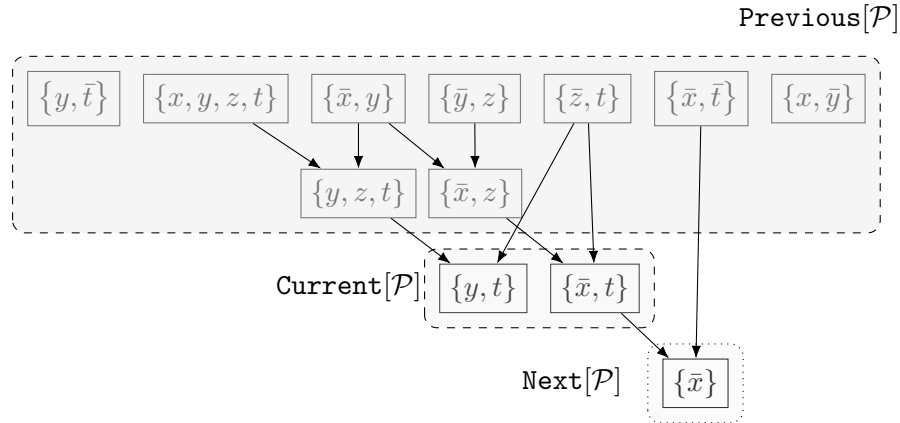 Previous[𝒫]
{y, t̄} {x, y, z, t} {x̄, y} {ȳ, z} {z̄, t} {x̄, t̄} {x, ȳ}
{y, z, t} {x̄, z}
Current[𝒫] {y, t} {x̄, t}
Next[𝒫] {x̄}